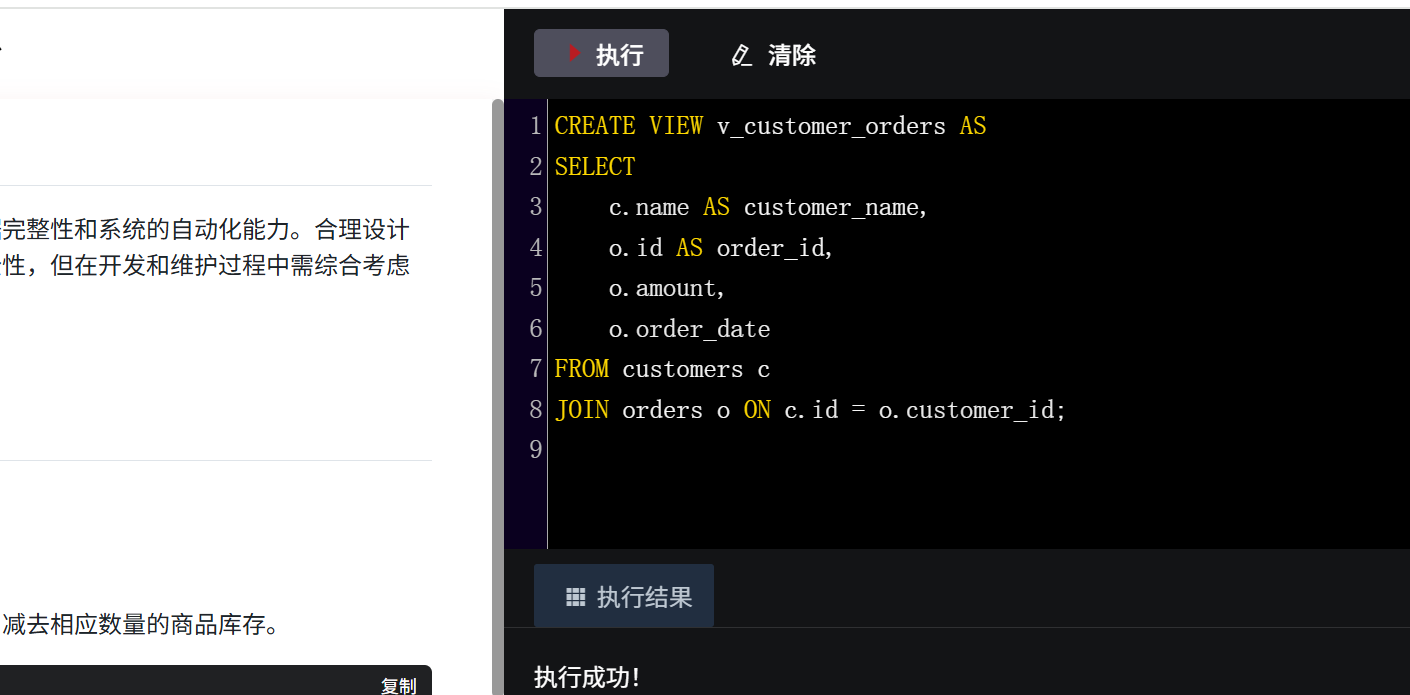 完整性和系统的自动化能力。合理设计
性，但在开发和维护过程中需综合考虑
减去相应数量的商品库存。
复制
执行 清除
1 CREATE VIEW v_customer_orders AS
2 SELECT
3     c.name AS customer_name,
4     o.id AS order_id,
5     o.amount,
6     o.order_date
7 FROM customers c
8 JOIN orders o ON c.id = o.customer_id;
9
执行结果
执行成功！